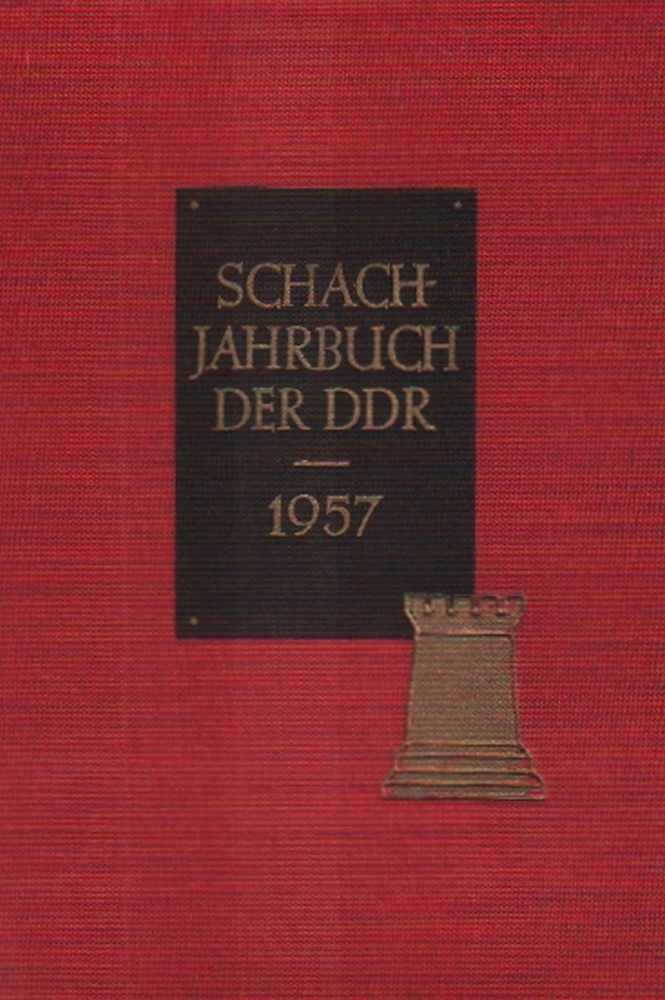 SCHACH-
JAHRBUCH
DER DDR
1957